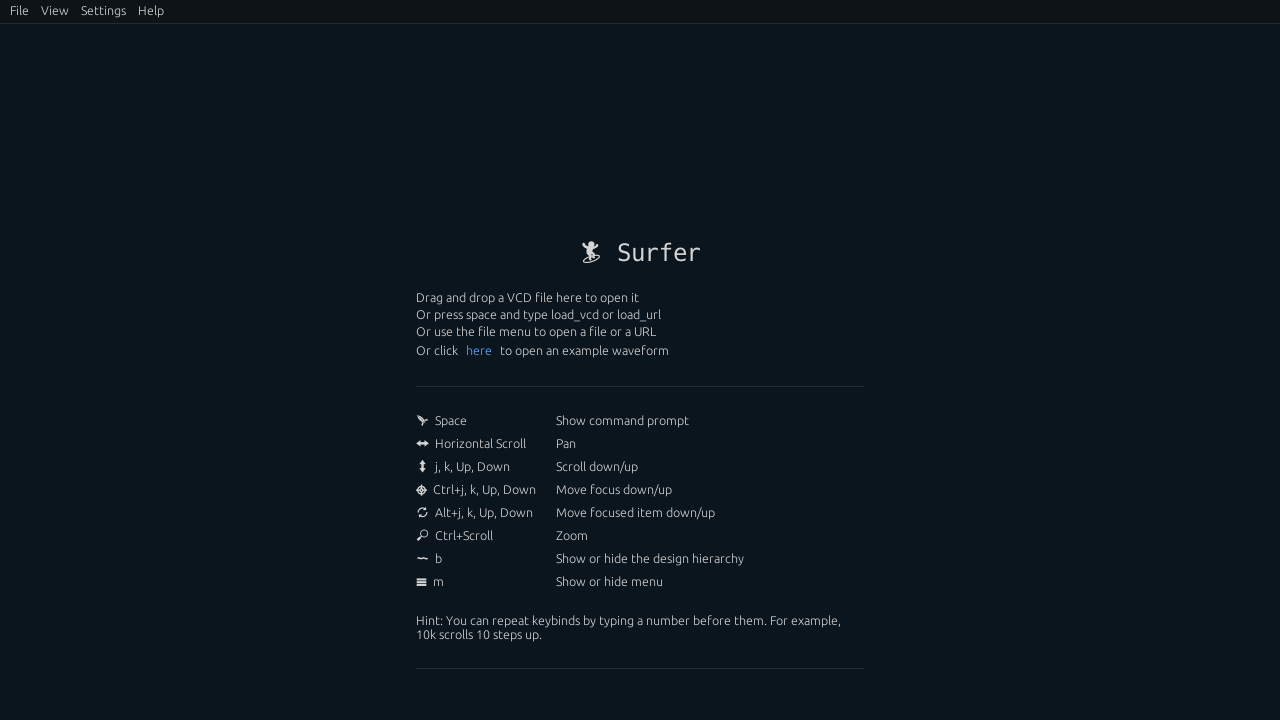 File View Settings Help
Surfer
Drag and drop a VCD file here to open it
Or press space and type load_vcd or load_url
Or use the file menu to open a file or a URL
Or click here to open an example waveform
Space Show command prompt
Horizontal Scroll Pan
j, k, Up, Down Scroll down/up
Ctrl+j, k, Up, Down Move focus down/up
Alt+j, k, Up, Down Move focused item down/up
Ctrl+Scroll Zoom
b Show or hide the design hierarchy
m Show or hide menu
Hint: You can repeat keybinds by typing a number before them. For example,
10k scrolls 10 steps up.